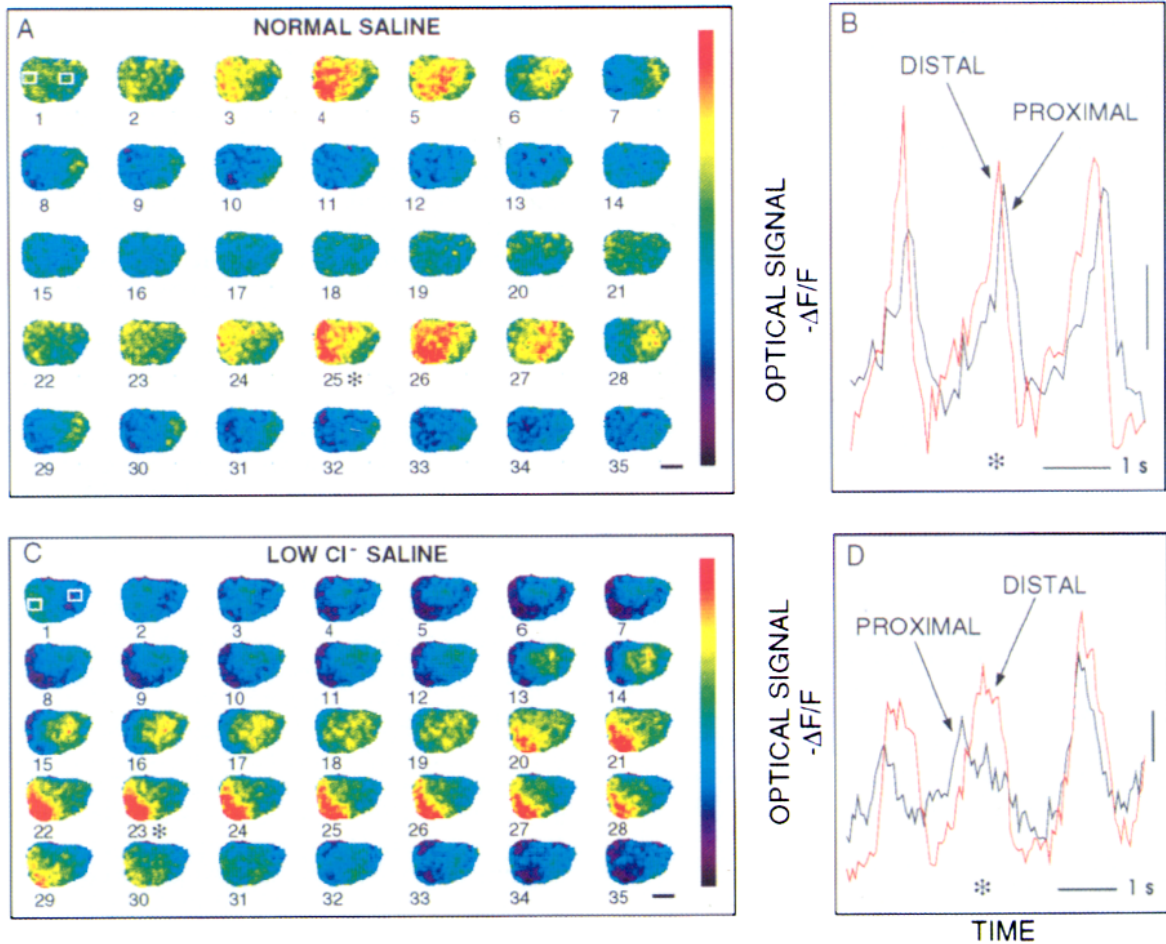 A
NORMAL SALINE
1 2 3 4 5 6 7
8 9 10 11 12 13 14
15 16 17 18 19 20 21
22 23 24 25 * 26 27 28
29 30 31 32 33 34 35
B
DISTAL
PROXIMAL
OPTICAL SIGNAL
-ΔF/F
*
1 s
C
LOW Cl⁻ SALINE
1 2 3 4 5 6 7
8 9 10 11 12 13 14
15 16 17 18 19 20 21
22 23 * 24 25 26 27 28
29 30 31 32 33 34 35
D
DISTAL
PROXIMAL
OPTICAL SIGNAL
-ΔF/F
*
1 s
TIME